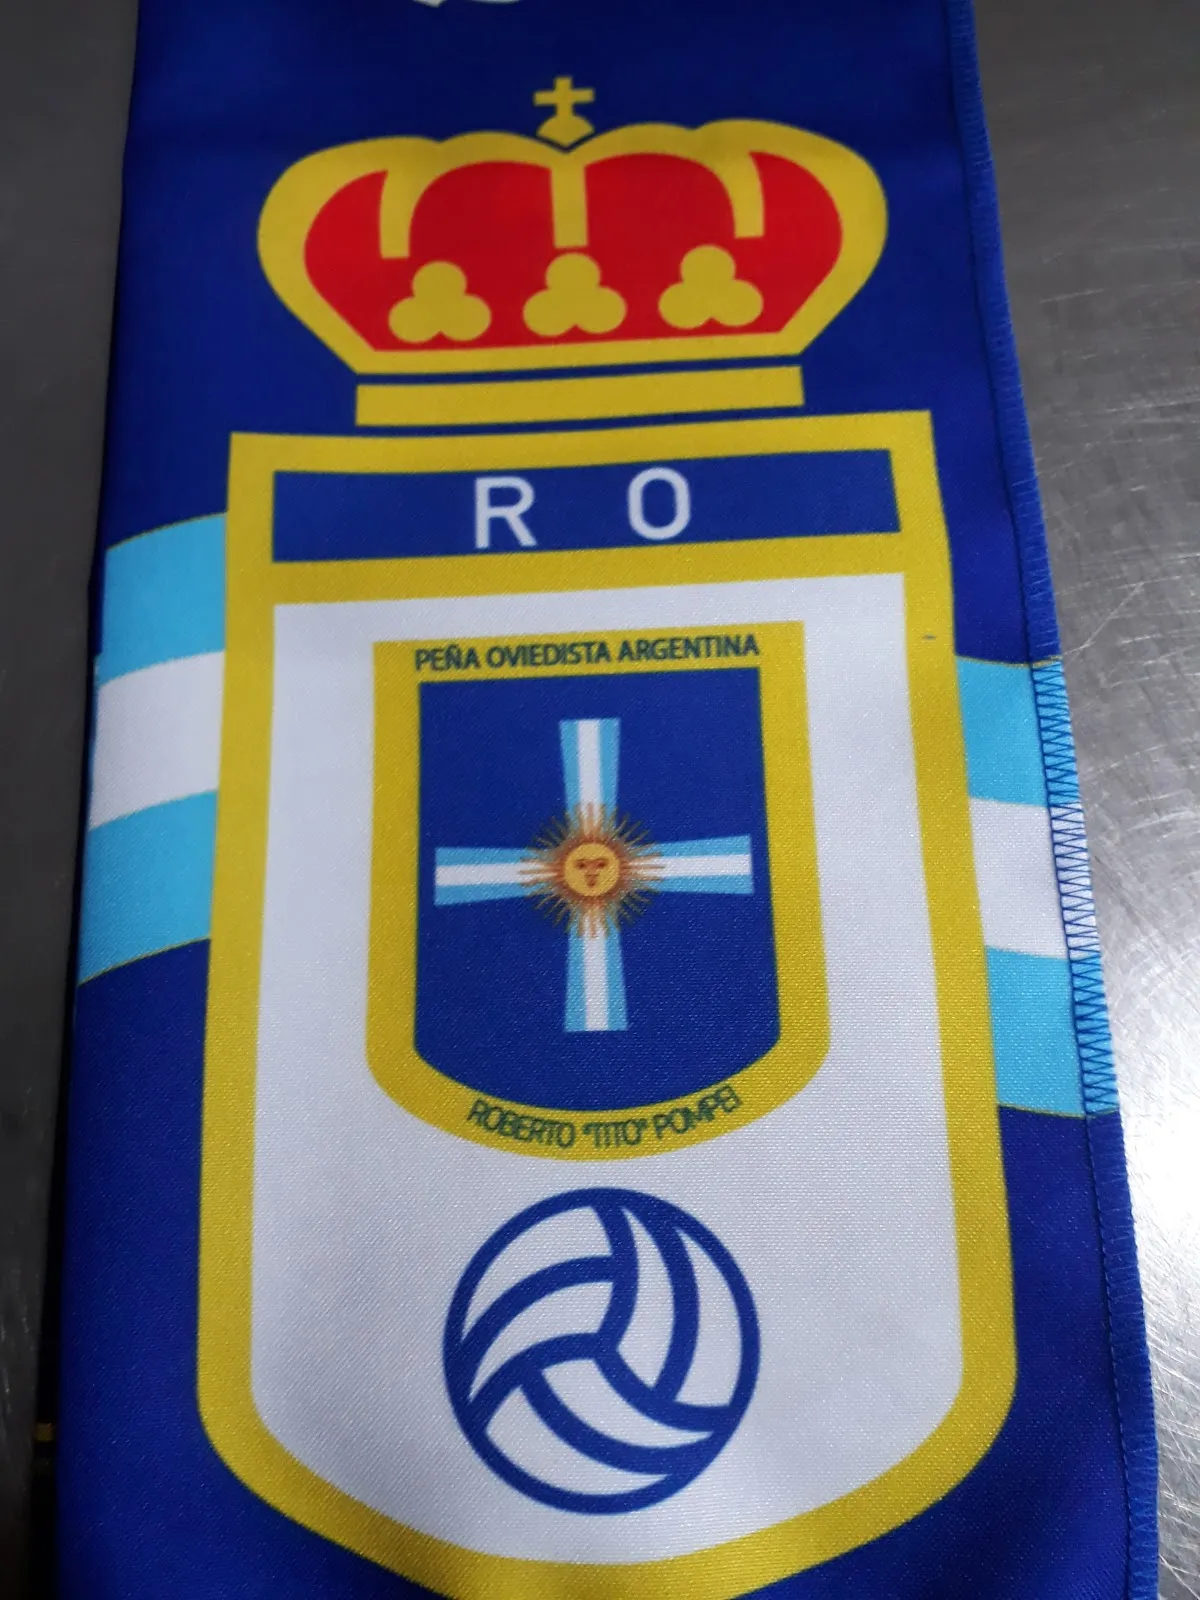 R O
PEÑA OVIEDISTA ARGENTINA
ROBERTO "TITO" POMPEI